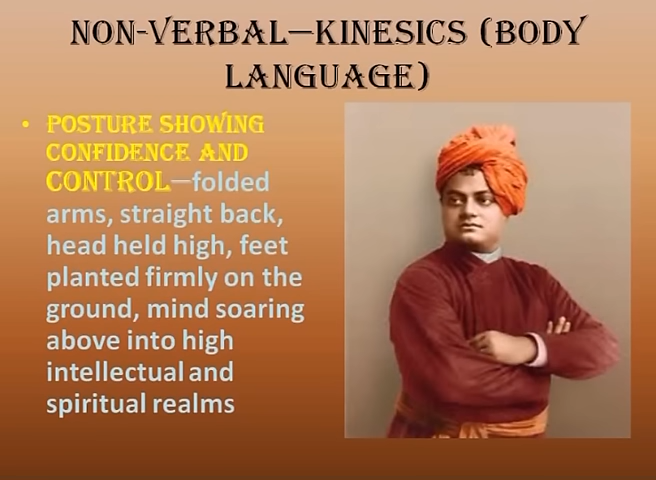 NON-VERBAL—KINESICS (BODY
LANGUAGE)
• POSTURE SHOWING
CONFIDENCE AND
CONTROL—folded
arms, straight back,
head held high, feet
planted firmly on the
ground, mind soaring
above into high
intellectual and
spiritual realms